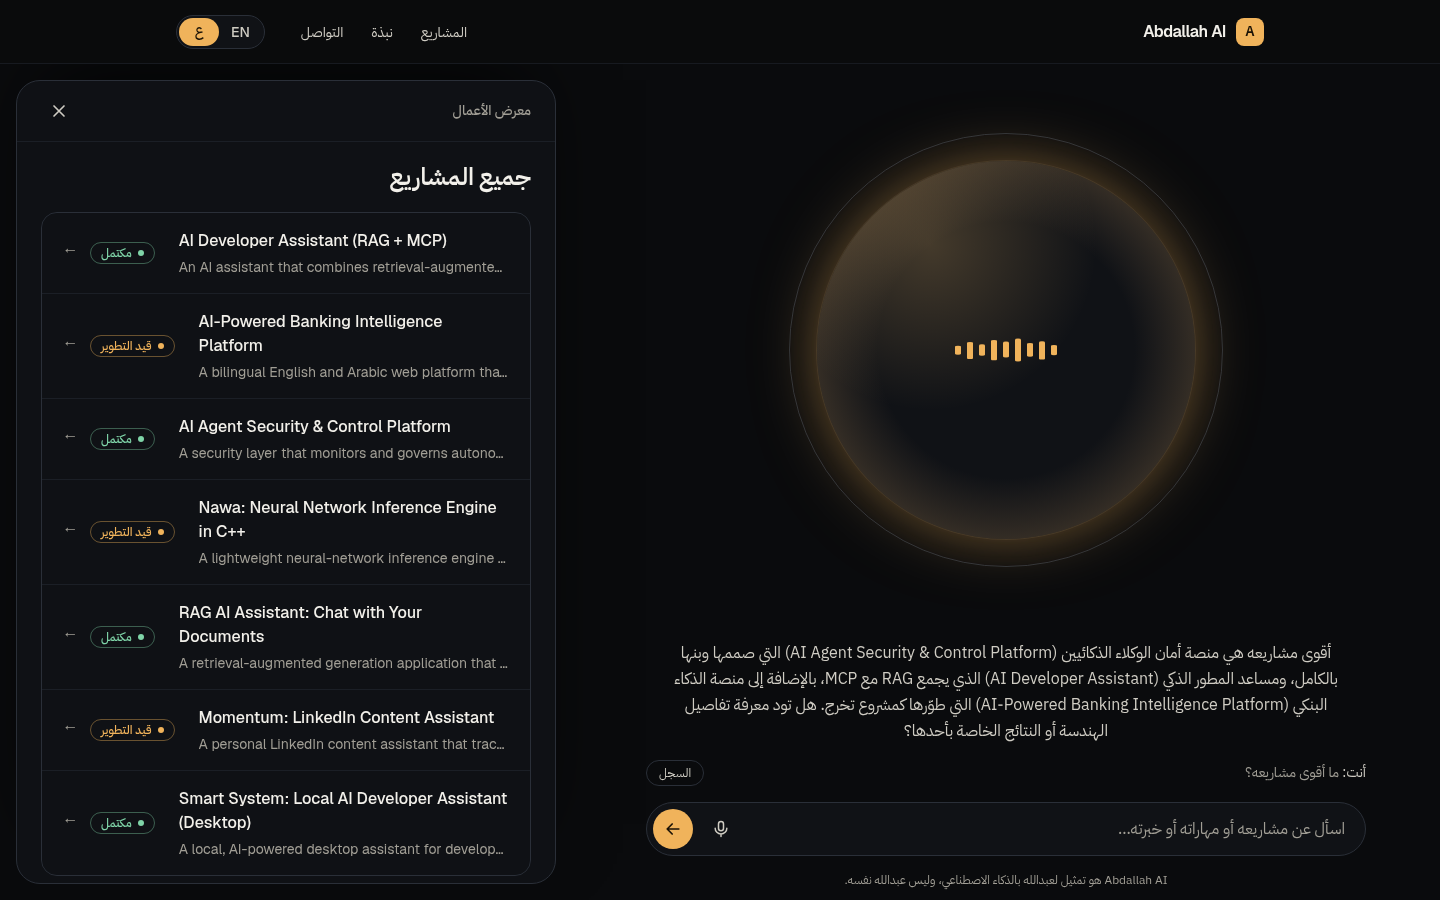 A
Abdallah AI
المشاريع
نبذة
التواصل
EN
ع
معرض الأعمال
جميع المشاريع
AI Developer Assistant (RAG + MCP)
An AI assistant that combines retrieval-augmente...
مكتمل
AI-Powered Banking Intelligence
Platform
A bilingual English and Arabic web platform tha...
قيد التطوير
AI Agent Security & Control Platform
A security layer that monitors and governs autono...
مكتمل
Nawa: Neural Network Inference Engine
in C++
A lightweight neural-network inference engine ...
قيد التطوير
RAG AI Assistant: Chat with Your
Documents
A retrieval-augmented generation application that ...
مكتمل
Momentum: LinkedIn Content Assistant
A personal LinkedIn content assistant that trac...
قيد التطوير
Smart System: Local AI Developer Assistant
(Desktop)
A local, AI-powered desktop assistant for develop...
مكتمل
أقوى مشاريعه هي منصة أمان الوكلاء الذكائيين (AI Agent Security & Control Platform) التي صممها وبنها
بالكامل، ومساعد المطور الذكي (AI Developer Assistant) الذي يجمع RAG مع MCP، بالإضافة إلى منصة الذكاء
البنكي (AI-Powered Banking Intelligence Platform) التي طوّرها كمشروع تخرج. هل تود معرفة تفاصيل
الهندسة أو النتائج الخاصة بأحدها؟
أنت: ما أقوى مشاريعه؟
السجل
اسأل عن مشاريعه أو مهاراته أو خبرته...
Abdallah AI هو تمثيل لعبدالله بالذكاء الاصطناعي، وليس عبدالله نفسه.